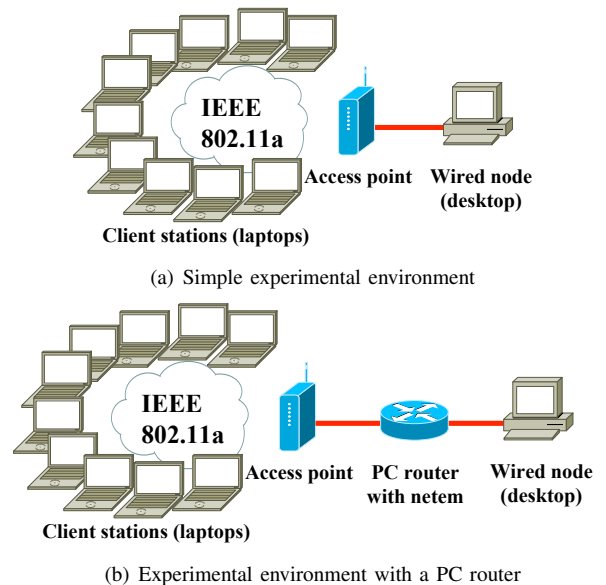 IEEE
802.11a
Access point
Wired node
(desktop)
Client stations (laptops)
(a) Simple experimental environment
IEEE
802.11a
Access point
PC router
with netem
Wired node
(desktop)
Client stations (laptops)
(b) Experimental environment with a PC router